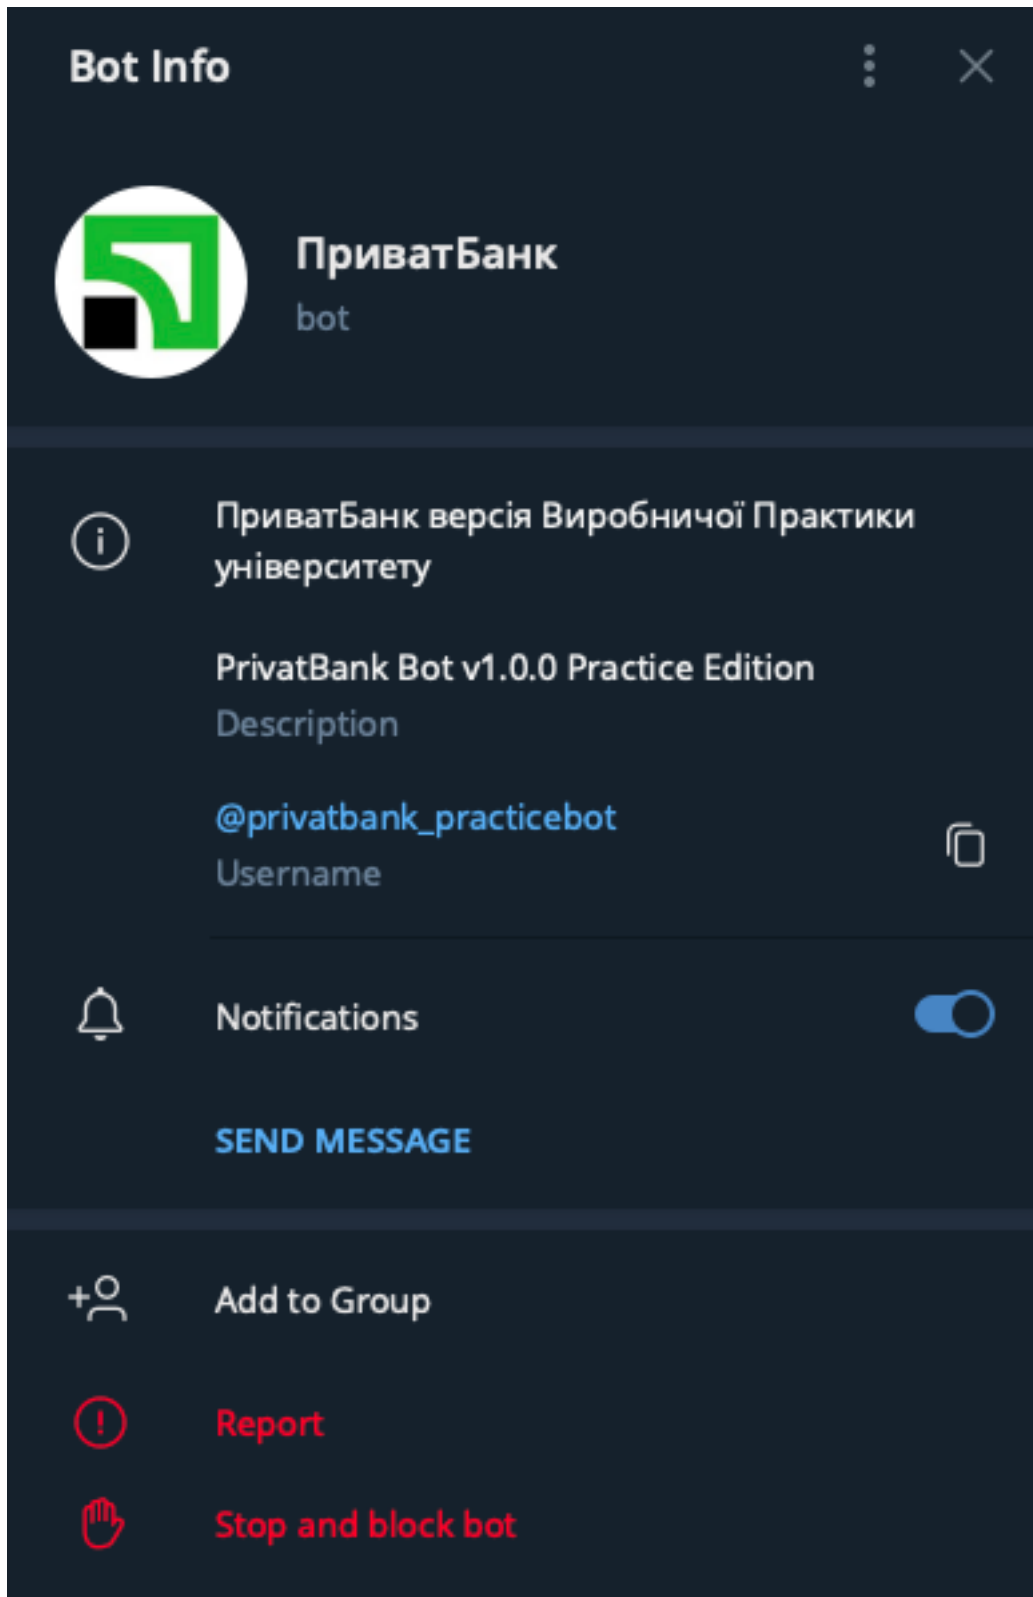 Bot Info
ПриватБанк
bot
ПриватБанк версія Виробничої Практики
університету
PrivatBank Bot v1.0.0 Practice Edition
Description
@privatbank_practicebot
Username
Notifications
SEND MESSAGE
Add to Group
Report
Stop and block bot